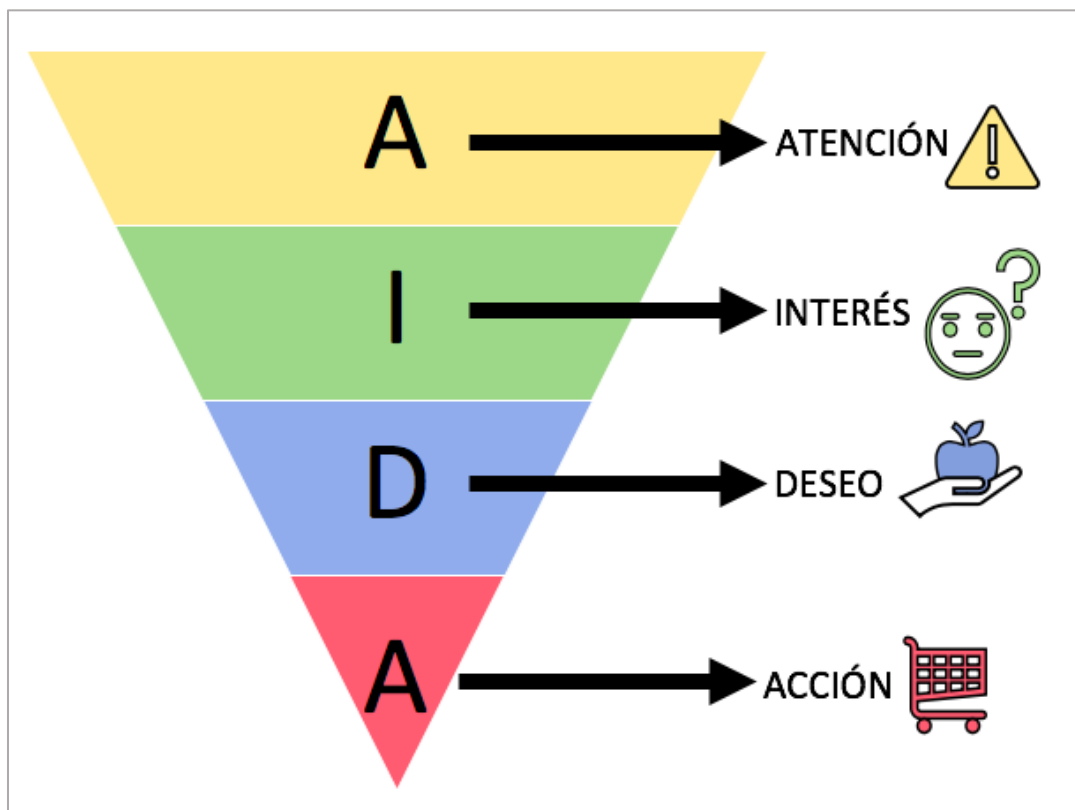 A
ATENCIÓN
I
INTERÉS
D
DESEO
A
ACCIÓN